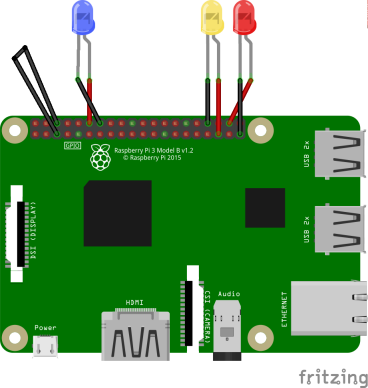 GPIO
Raspberry Pi 3 Model B v1.2
© Raspberry Pi 2015
USB 2x
DSI (DISPLAY)
USB 2x
HDMI
CSI (CAMERA)
Audio
ETHERNET
Power
fritzing